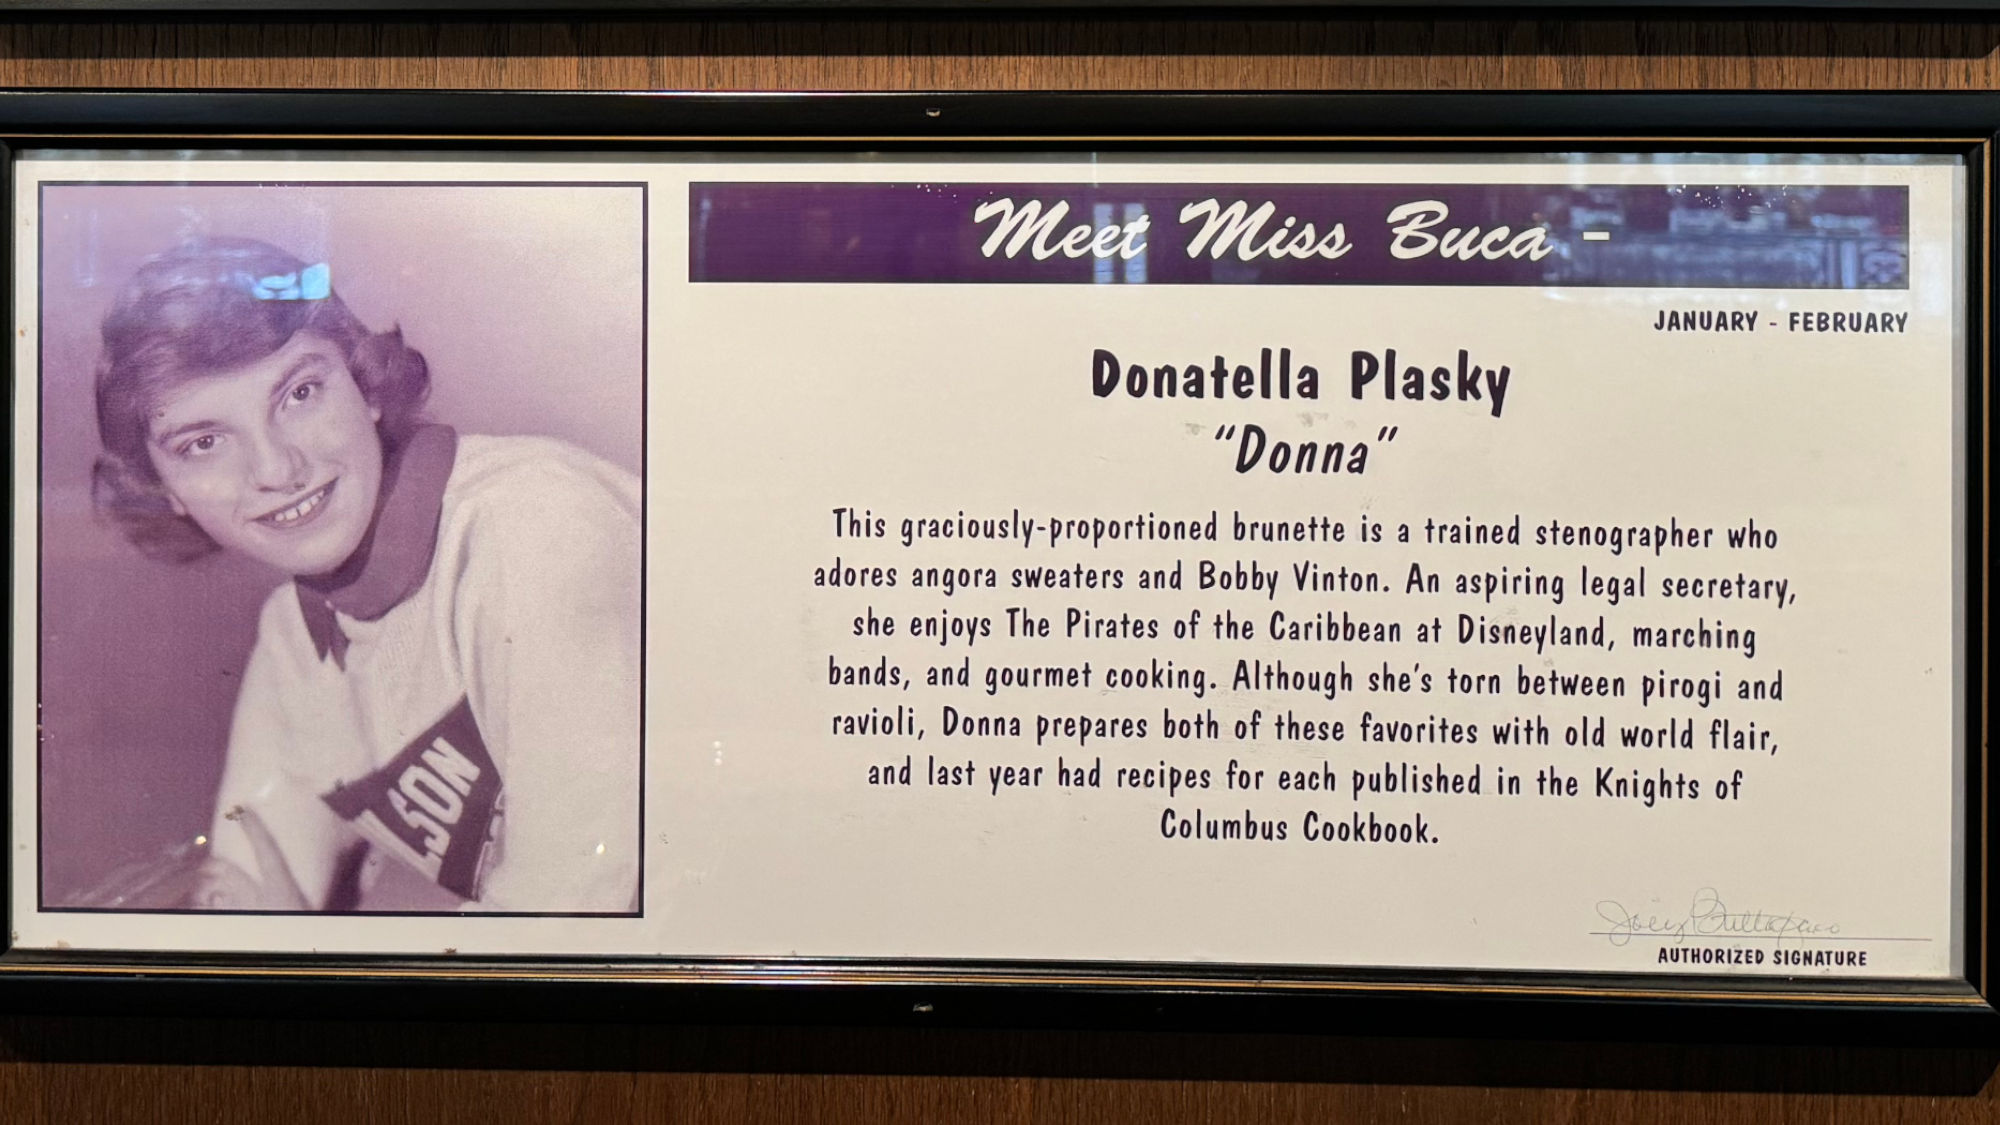 Meet Miss Buca -
JANUARY - FEBRUARY
Donatella Plasky
"Donna"
This graciously-proportioned brunette is a trained stenographer who
adores angora sweaters and Bobby Vinton. An aspiring legal secretary,
she enjoys The Pirates of the Caribbean at Disneyland, marching
bands, and gourmet cooking. Although she's torn between pirogi and
ravioli, Donna prepares both of these favorites with old world flair,
and last year had recipes for each published in the Knights of
Columbus Cookbook.
LSON
Joey
AUTHORIZED SIGNATURE